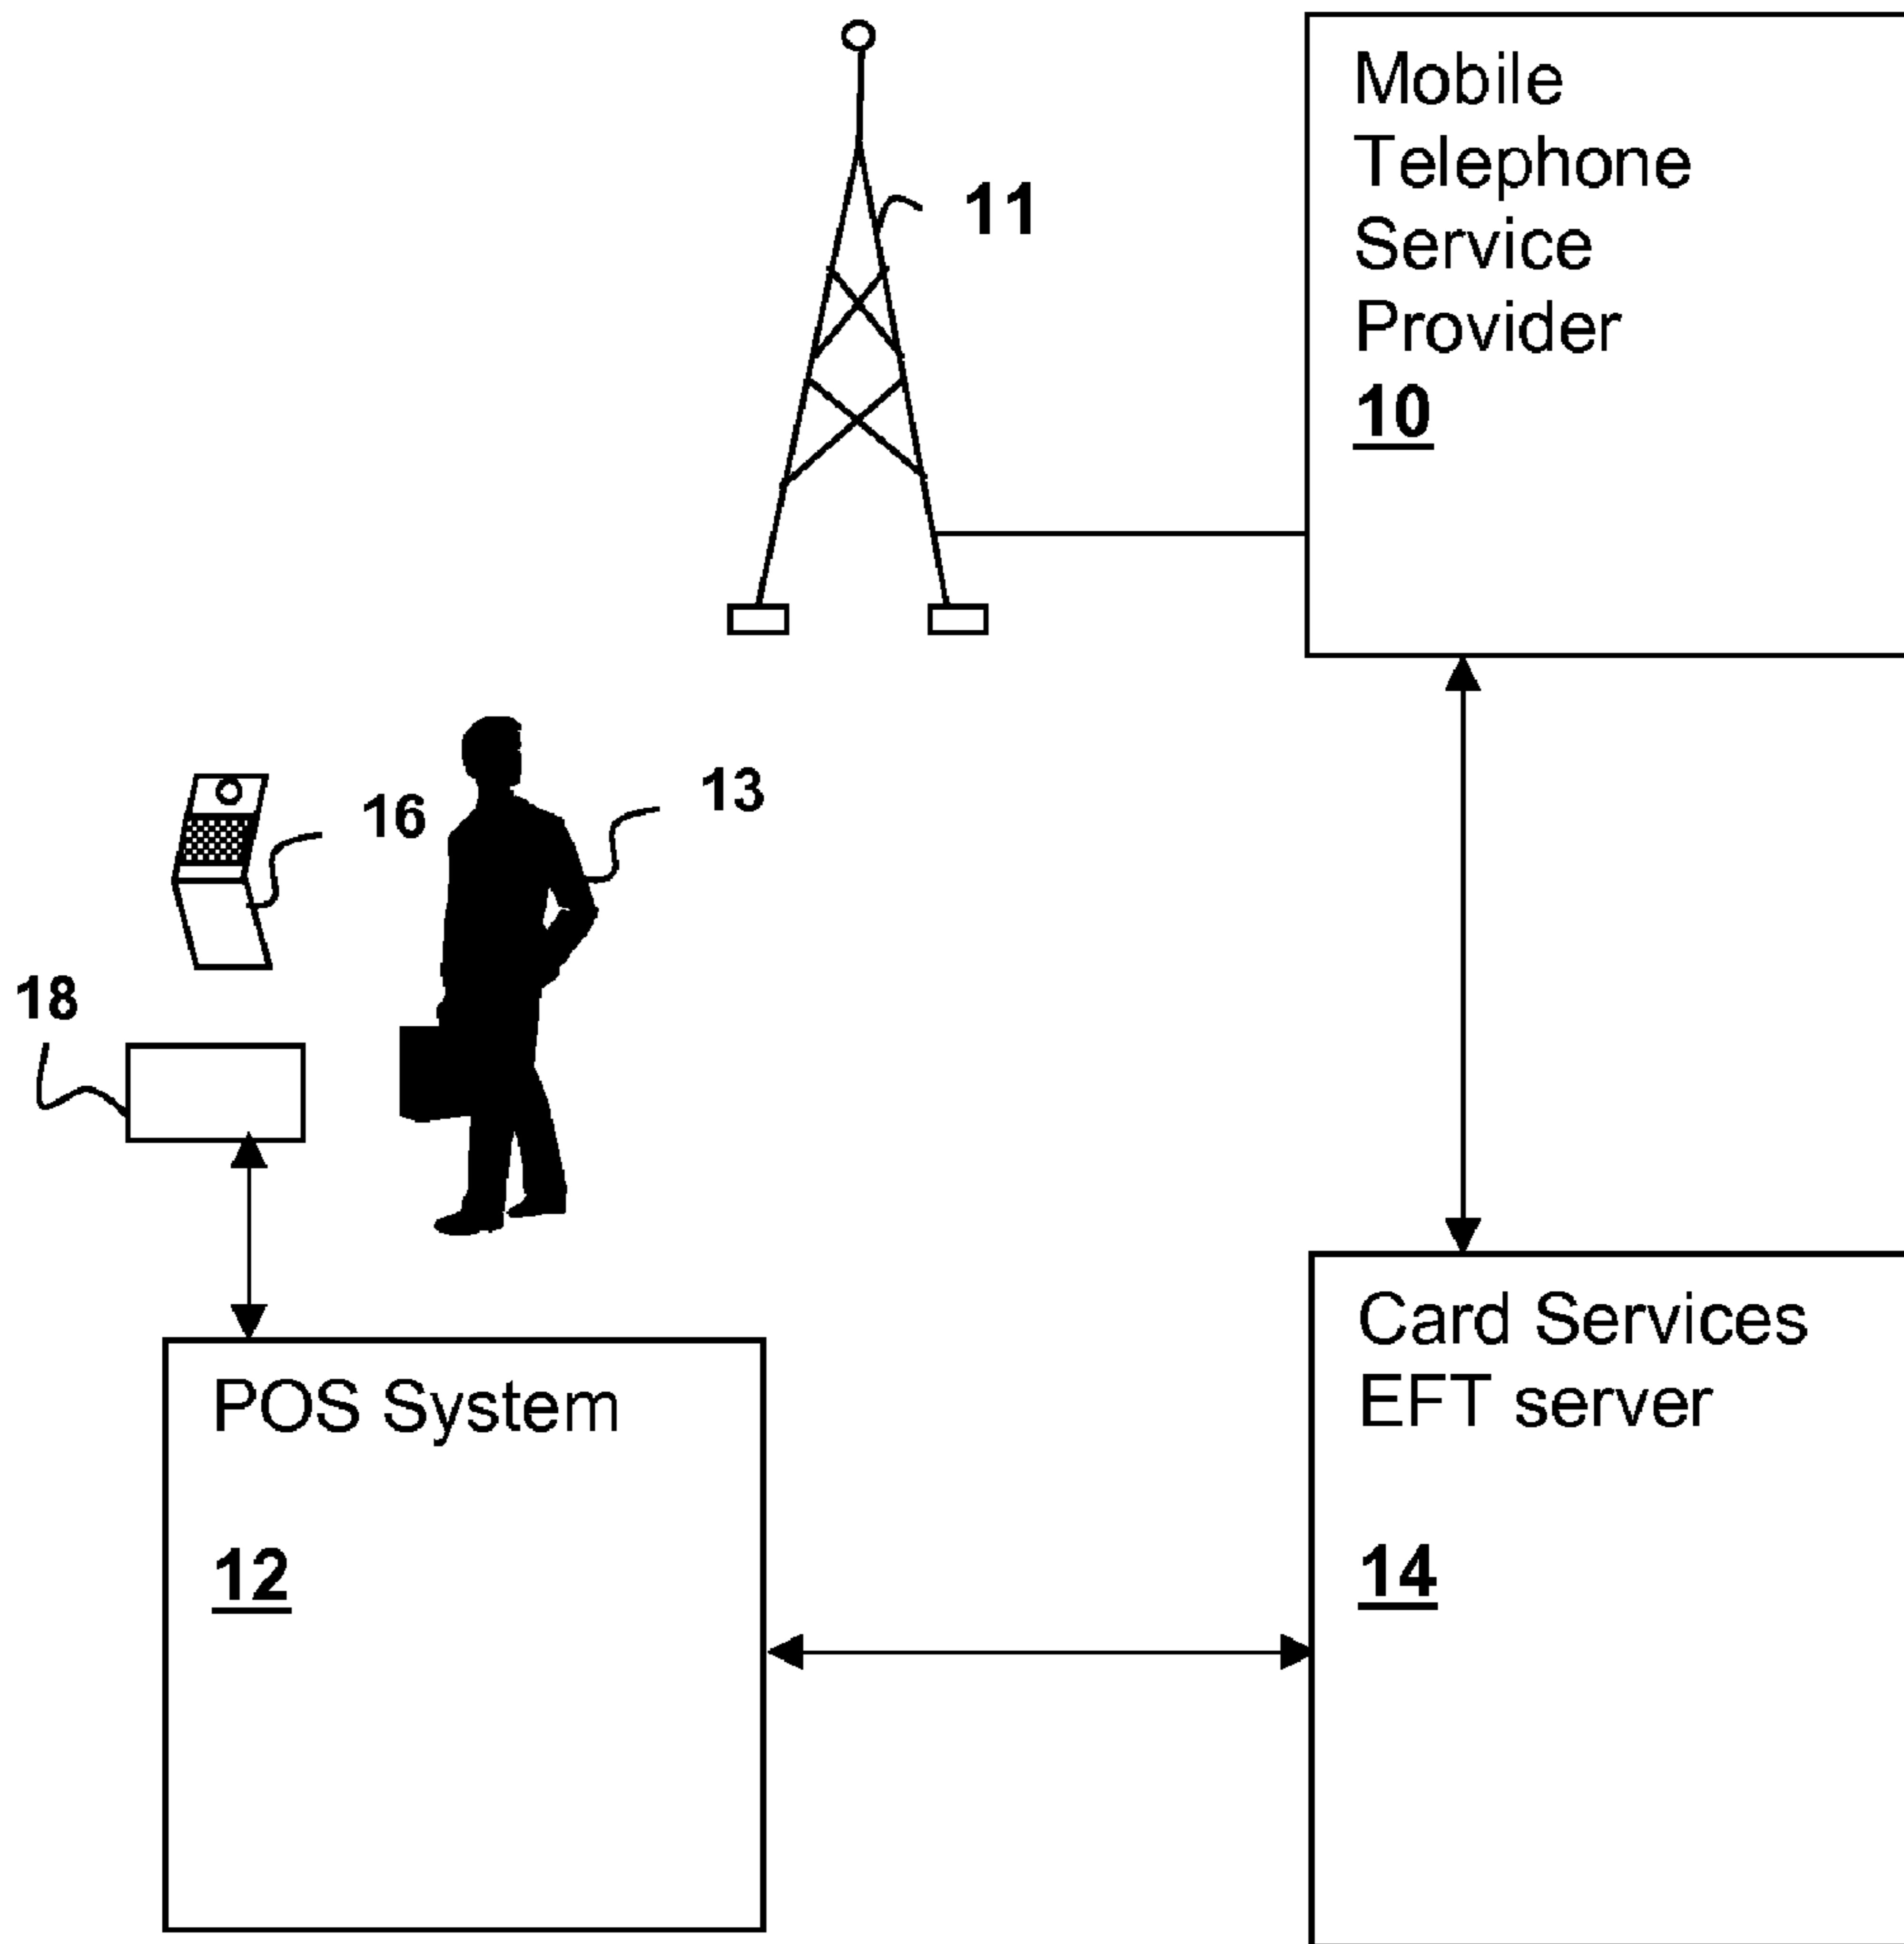 Mobile
Telephone
Service
Provider
10
11
13
16
18
POS System
12
Card Services
EFT server
14